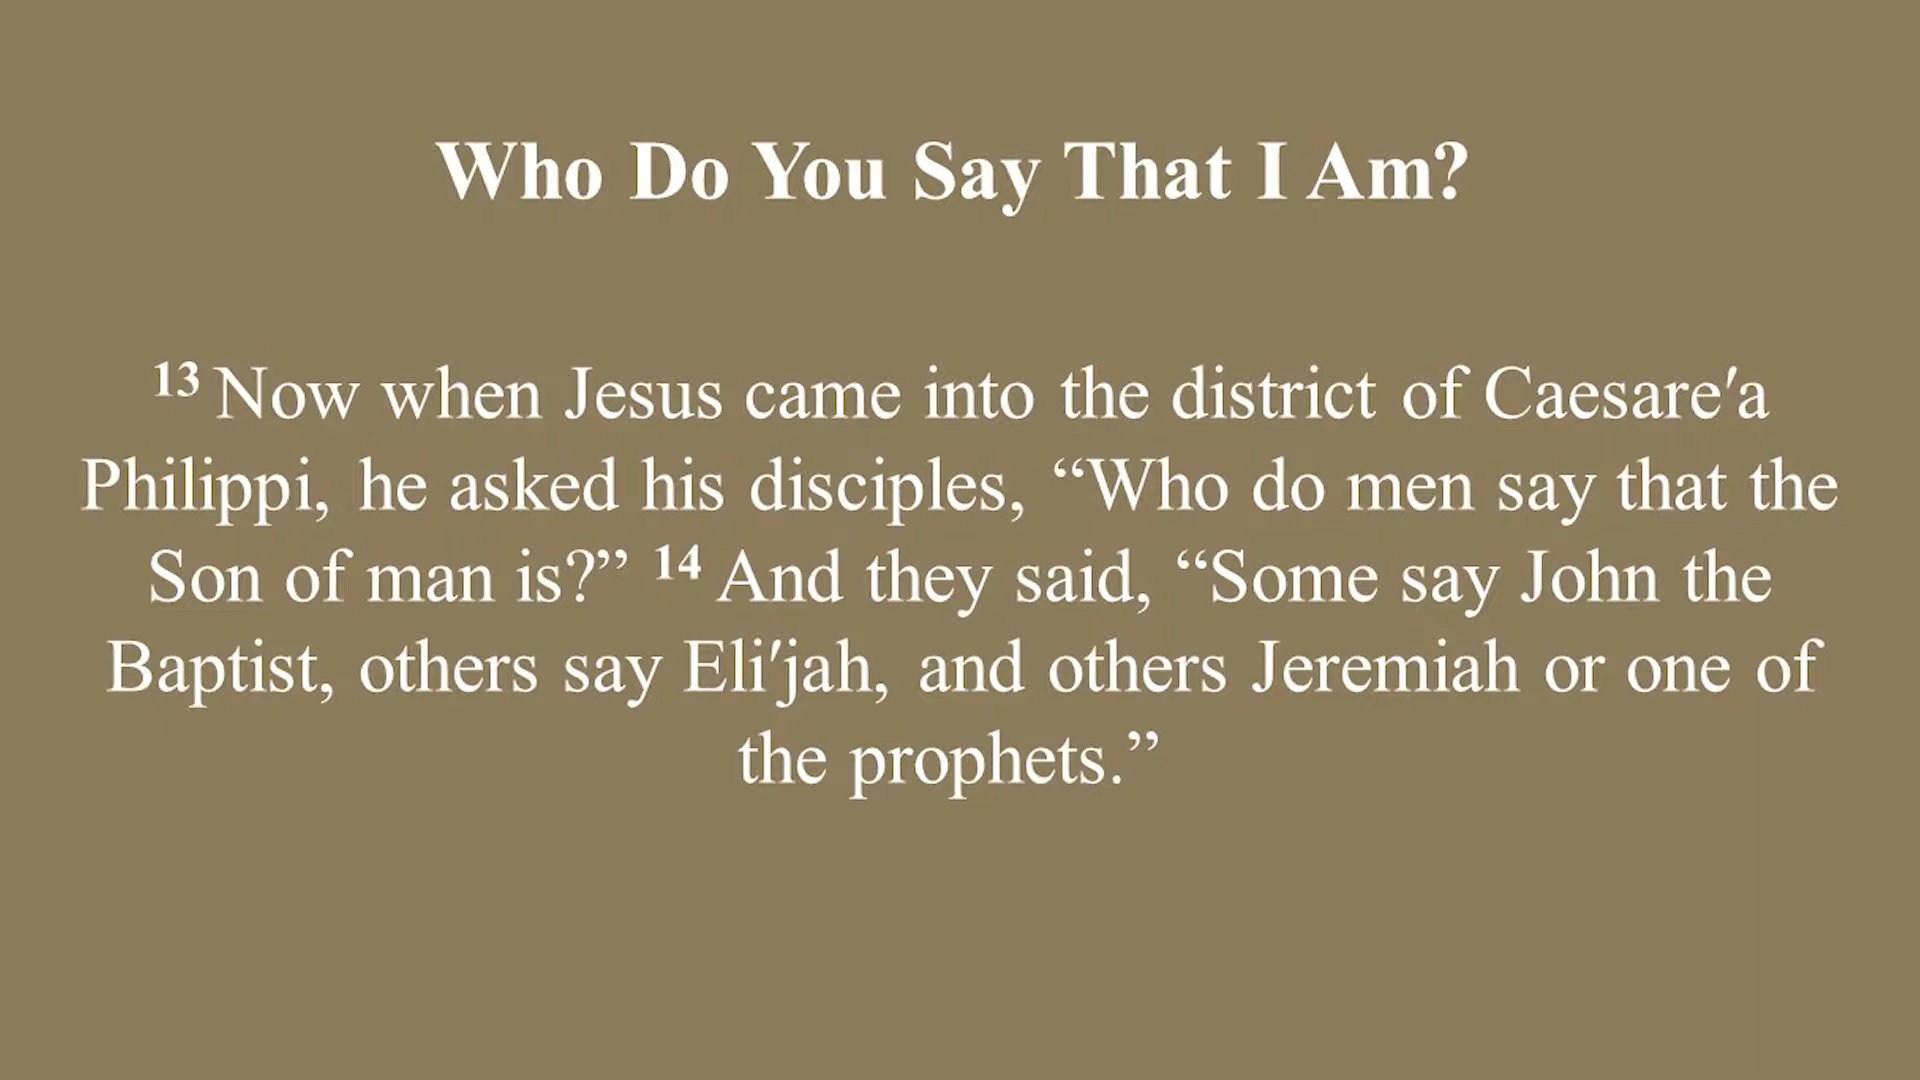 Who Do You Say That I Am?
13 Now when Jesus came into the district of Caesare′a
Philippi, he asked his disciples, “Who do men say that the
Son of man is?” 14 And they said, “Some say John the
Baptist, others say Eli′jah, and others Jeremiah or one of
the prophets.”